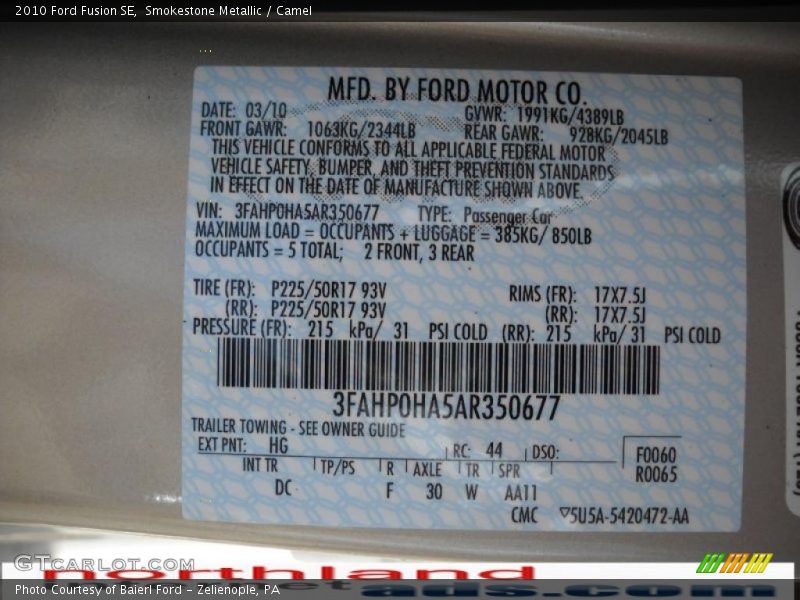 2010 Ford Fusion SE, Smokestone Metallic / Camel
MFD. BY FORD MOTOR CO.
DATE: 03/10 GVWR: 1991KG/4389LB
FRONT GAWR: 1063KG/2344LB REAR GAWR: 928KG/2045LB
THIS VEHICLE CONFORMS TO ALL APPLICABLE FEDERAL MOTOR
VEHICLE SAFETY, BUMPER, AND THEFT PREVENTION STANDARDS
IN EFFECT ON THE DATE OF MANUFACTURE SHOWN ABOVE.
VIN: 3FAHP0HA5AR350677 TYPE: Passenger Car
MAXIMUM LOAD = OCCUPANTS + LUGGAGE = 385KG/ 850LB
OCCUPANTS = 5 TOTAL; 2 FRONT, 3 REAR
TIRE (FR): P225/50R17 93V RIMS (FR): 17X7.5J
(RR): P225/50R17 93V (RR): 17X7.5J
PRESSURE (FR): 215 kPa/ 31 PSI COLD (RR): 215 kPa/ 31 PSI COLD
3FAHP0HA5AR350677
TRAILER TOWING - SEE OWNER GUIDE
EXT PNT: HG RC: 44 DSO: F0060
INT TR TP/PS R AXLE TR SPR R0065
DC F 30 W AA11
CMC ▽5U5A-5420472-AA
GTCARLOT.COM
northland
ads.com
Photo Courtesy of Baierl Ford - Zelienople, PA